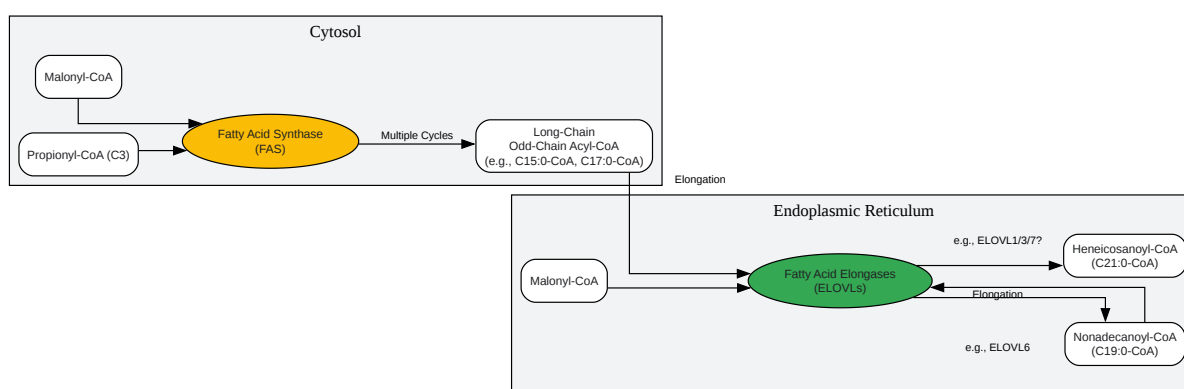 Cytosol
Malonyl-CoA
Propionyl-CoA (C3)
Fatty Acid Synthase
(FAS)
Multiple Cycles
Long-Chain
Odd-Chain Acyl-CoA
(e.g., C15:0-CoA, C17:0-CoA)
Elongation
Endoplasmic Reticulum
Malonyl-CoA
Fatty Acid Elongases
(ELOVLs)
e.g., ELOVL1/3/7?
Heneicosanoyl-CoA
(C21:0-CoA)
Elongation
e.g., ELOVL6
Nonadecanoyl-CoA
(C19:0-CoA)